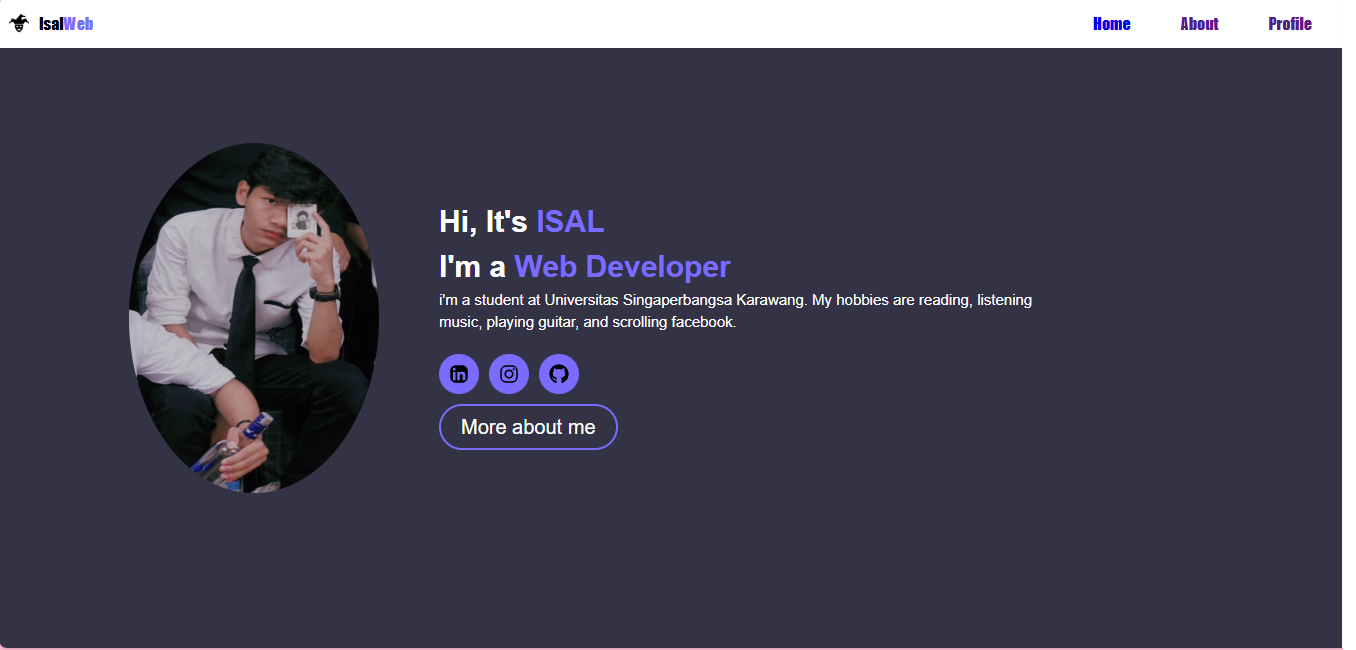 IsalWeb
Home
About
Profile
Hi, It's ISAL
I'm a Web Developer
i'm a student at Universitas Singaperbangsa Karawang. My hobbies are reading, listening
music, playing guitar, and scrolling facebook.
in
More about me